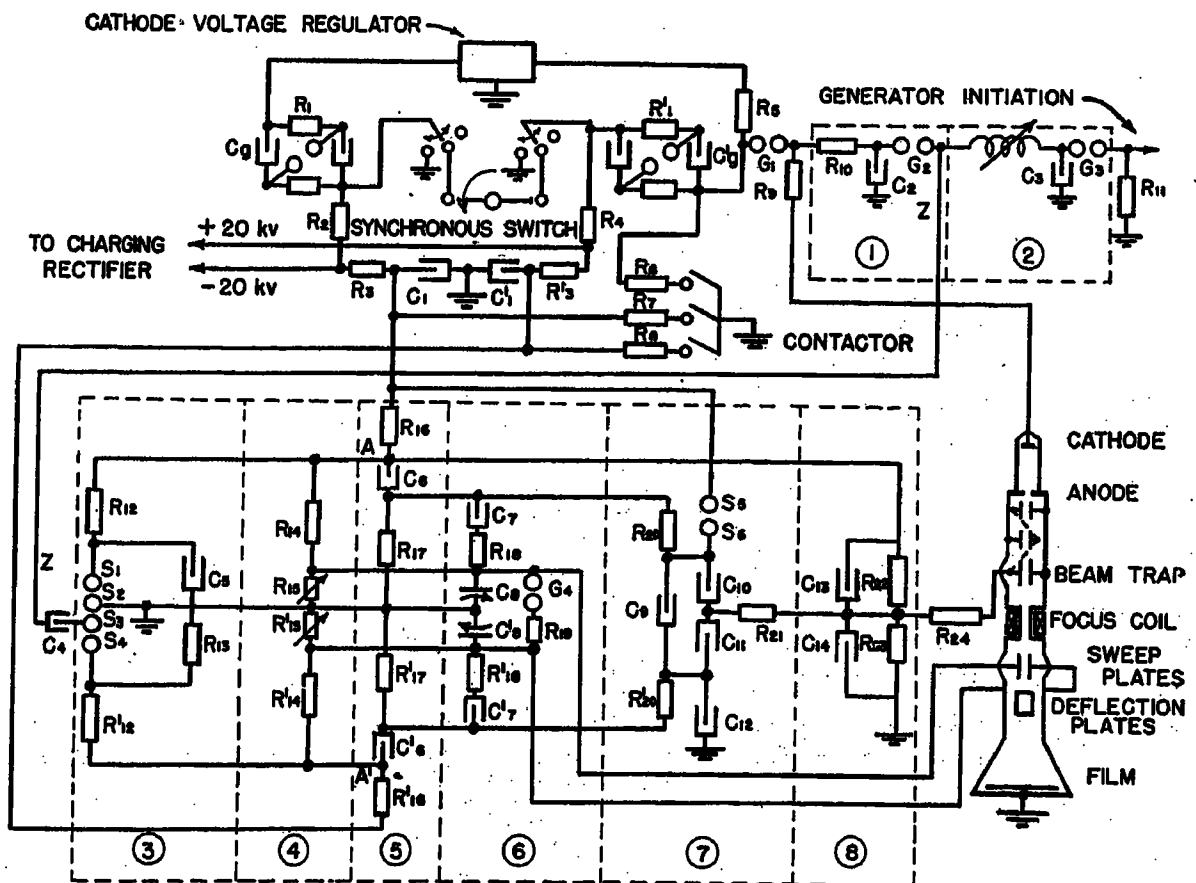 CATHODE VOLTAGE REGULATOR
R1
Cg
R'1
C'g
R5
G1
GENERATOR INITIATION
R10
C2
G2
C3
G3
R11
R9
Z
R2
SYNCHRONOUS SWITCH
R4
+ 20 kv
TO CHARGING
RECTIFIER
- 20 kv
R3
C1
C'1
R'3
1
2
R6
R7
R8
CONTACTOR
R16
A
C6
CATHODE
ANODE
R12
R14
R17
C7
R18
R20
S5
S6
Z
S1
S2
S3
S4
C5
R15
C8
G4
C9
C10
C13
R22
BEAM TRAP
C4
R13
R'15
C'8
R19
C11
R21
C14
R23
R24
FOCUS COIL
SWEEP
PLATES
R'12
R'14
R'17
R'18
C'7
R'20
C12
DEFLECTION
PLATES
C'6
A'
R'16
FILM
3
4
5
6
7
8